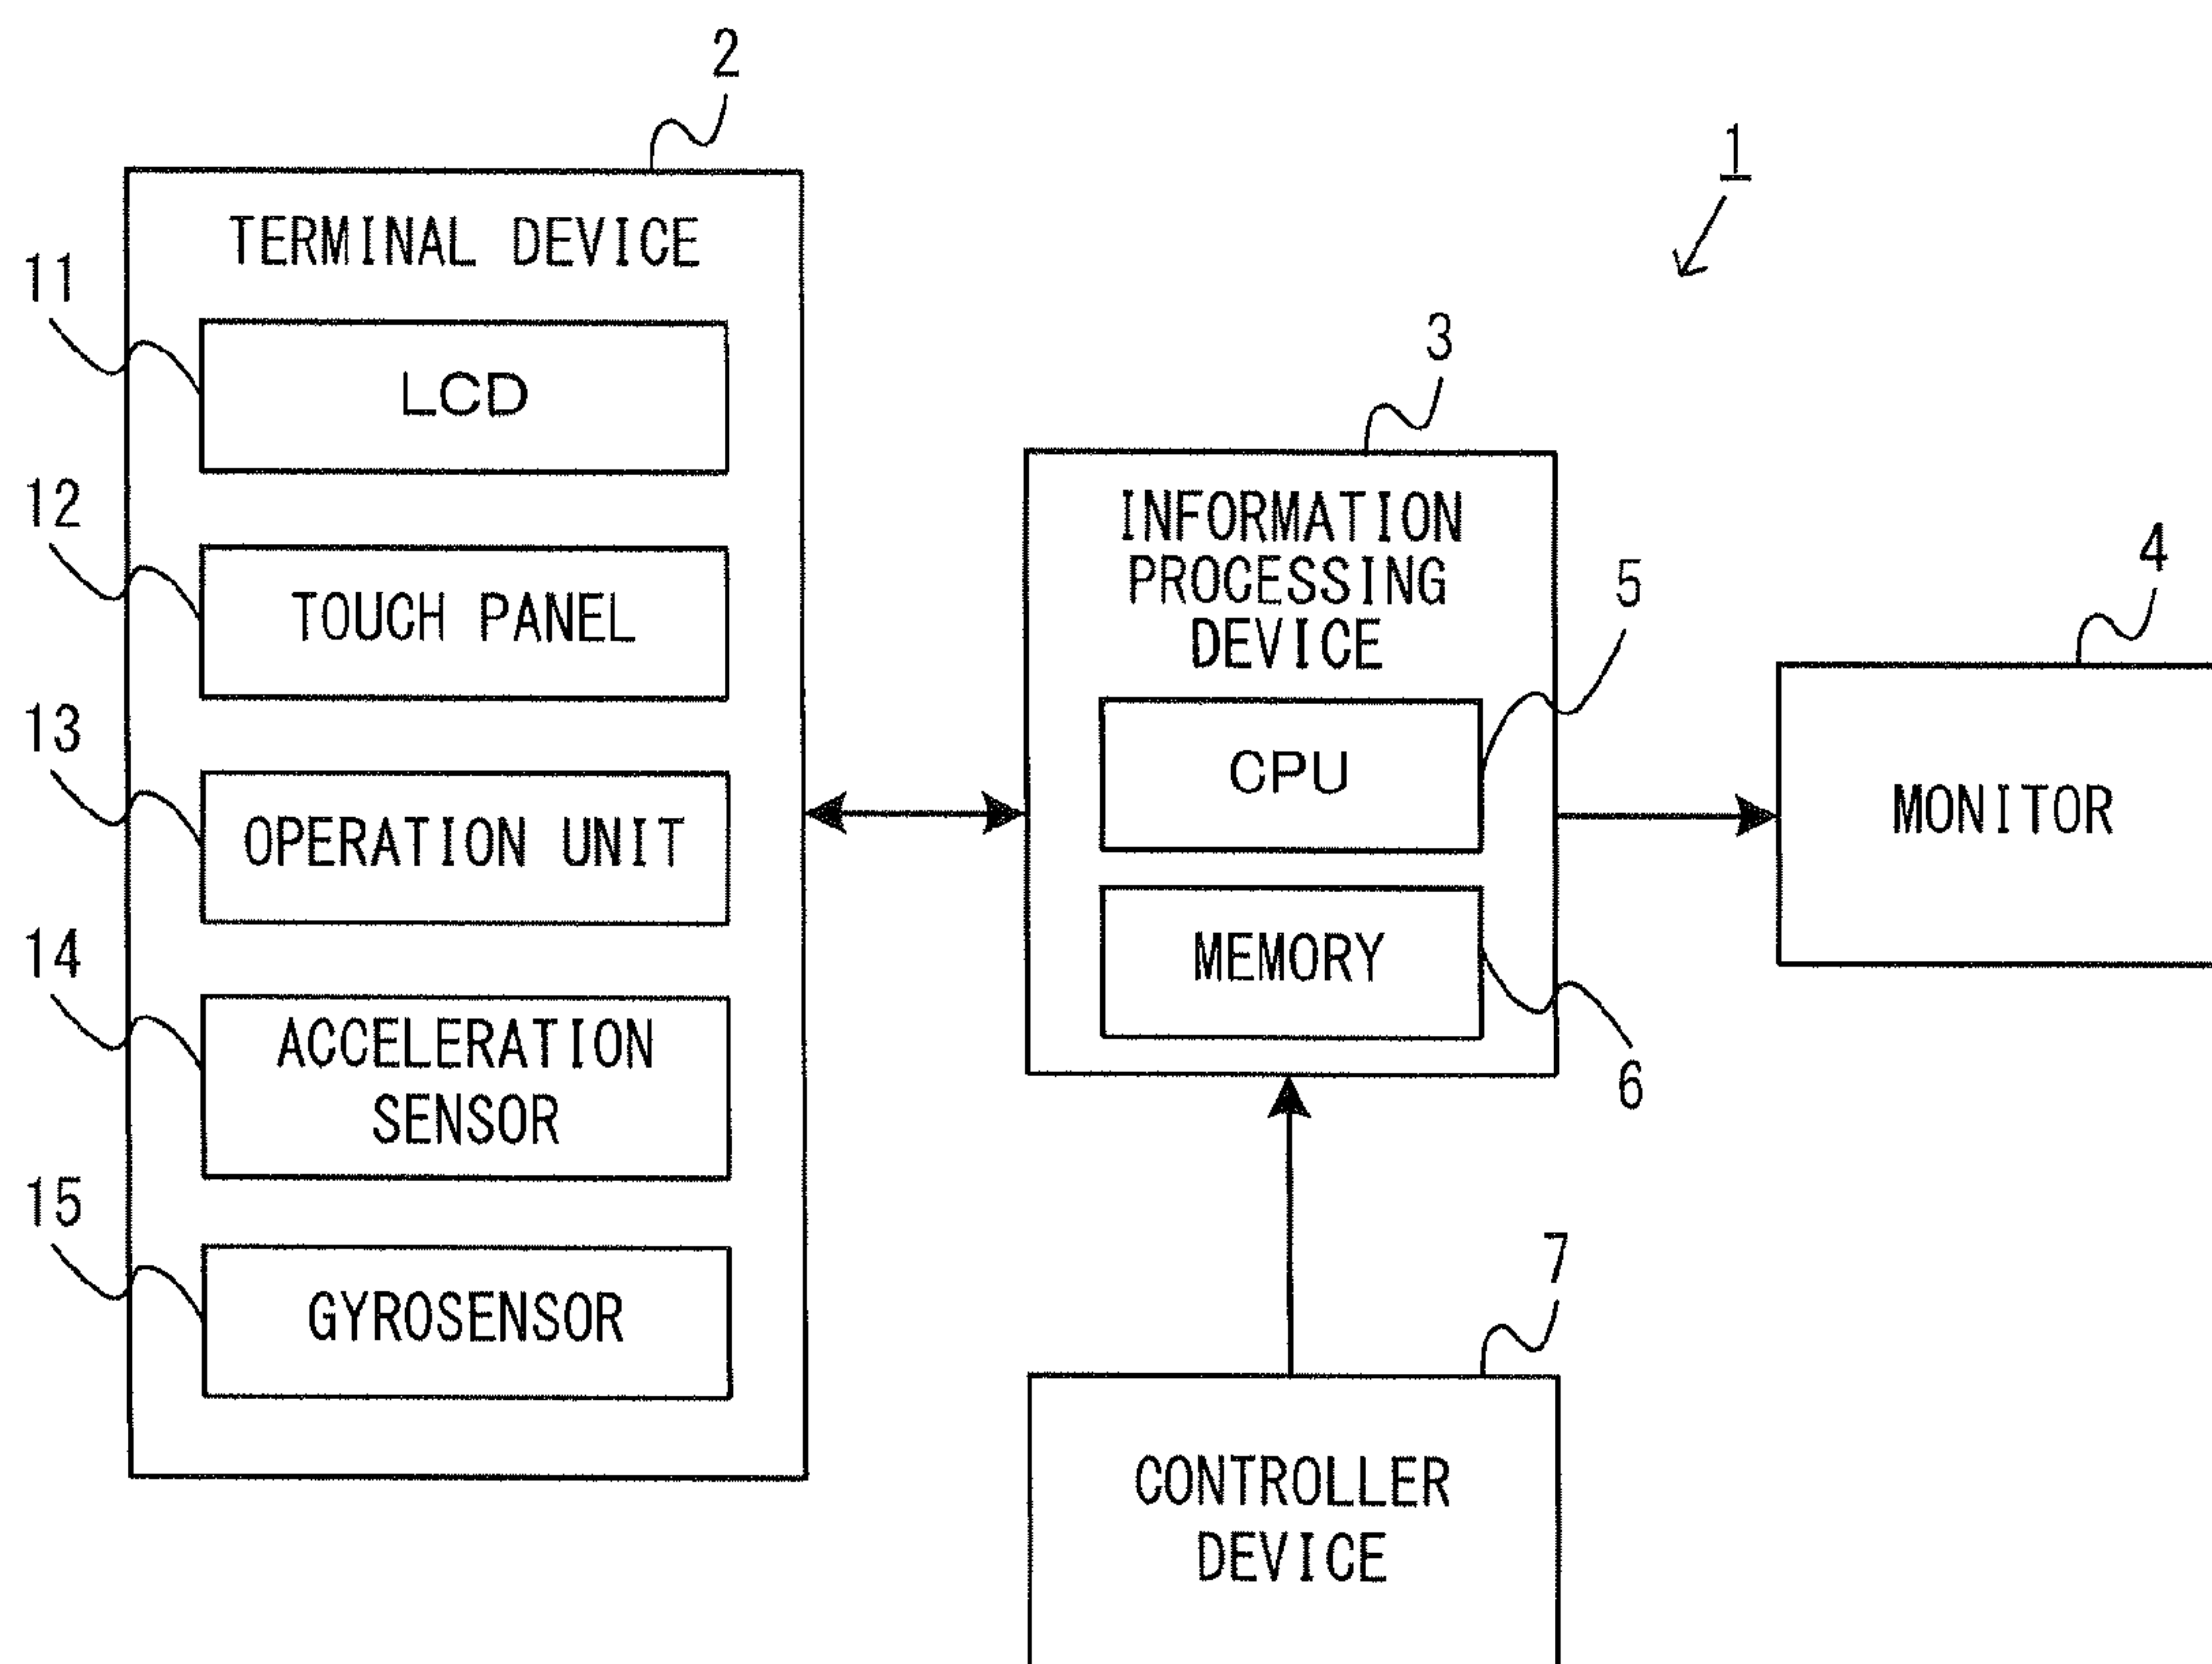 2
1
TERMINAL DEVICE
11
LCD
3
12
TOUCH PANEL
INFORMATION
PROCESSING
DEVICE
5
4
13
OPERATION UNIT
CPU
MONITOR
14
ACCELERATION
SENSOR
MEMORY
6
15
GYROSENSOR
7
CONTROLLER
DEVICE